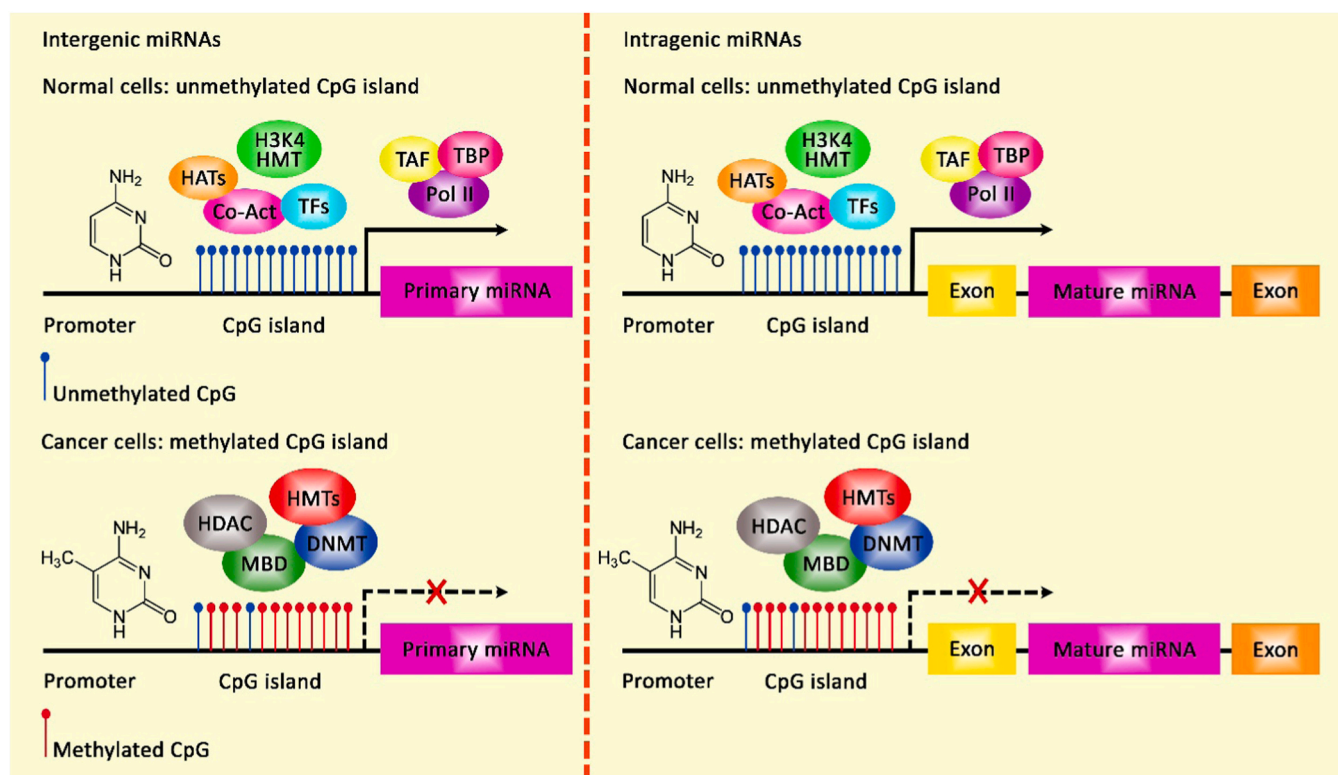 Intergenic miRNAs
Normal cells: unmethylated CpG island
H3K4
HMT
HATs
Co-Act
TFs
TAF
TBP
Pol II
NH₂
N
N
H
O
Primary miRNA
Promoter
CpG island
Unmethylated CpG
Cancer cells: methylated CpG island
HMTs
HDAC
DNMT
MBD
NH₂
H₃C
N
N
H
O
Primary miRNA
Promoter
CpG island
Methylated CpG
Intragenic miRNAs
Normal cells: unmethylated CpG island
H3K4
HMT
HATs
Co-Act
TFs
TAF
TBP
Pol II
NH₂
N
N
H
O
Exon
Mature miRNA
Exon
Promoter
CpG island
Cancer cells: methylated CpG island
HMTs
HDAC
DNMT
MBD
NH₂
H₃C
N
N
H
O
Exon
Mature miRNA
Exon
Promoter
CpG island